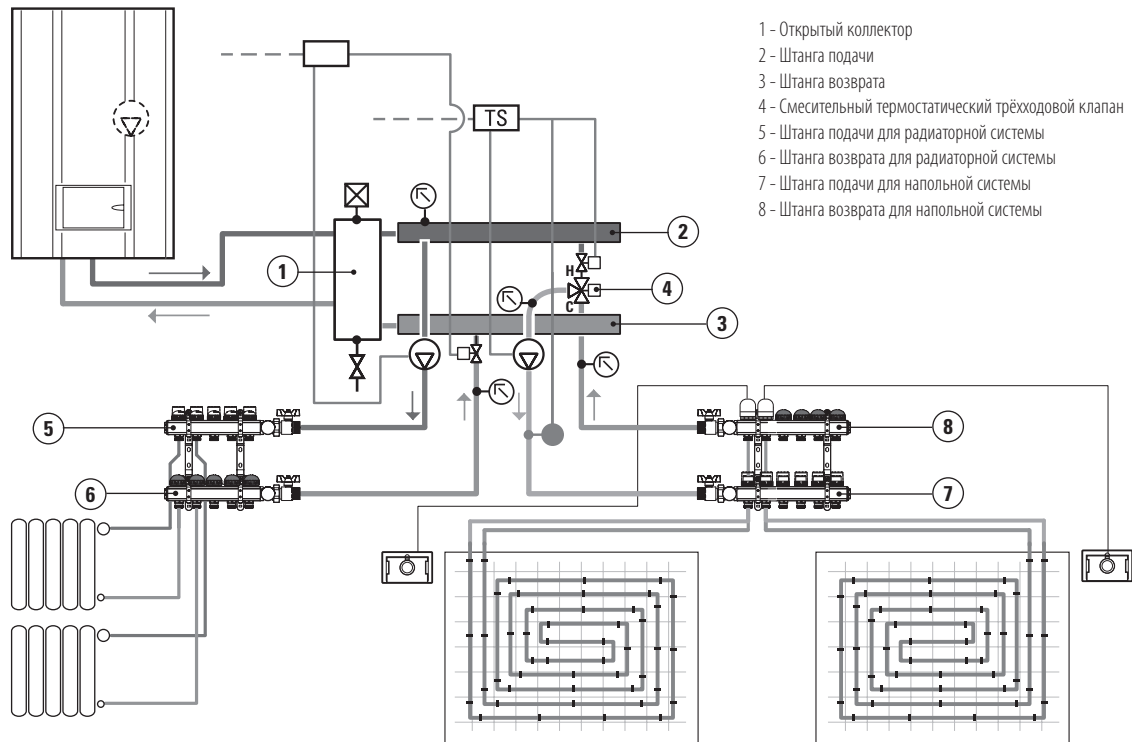 1 - Открытый коллектор
2 - Штанга подачи
3 - Штанга возврата
4 - Смесительный термостатический трёхходовой клапан
5 - Штанга подачи для радиаторной системы
6 - Штанга возврата для радиаторной системы
7 - Штанга подачи для напольной системы
8 - Штанга возврата для напольной системы
TS
2
1
H
4
C
3
5
8
6
7